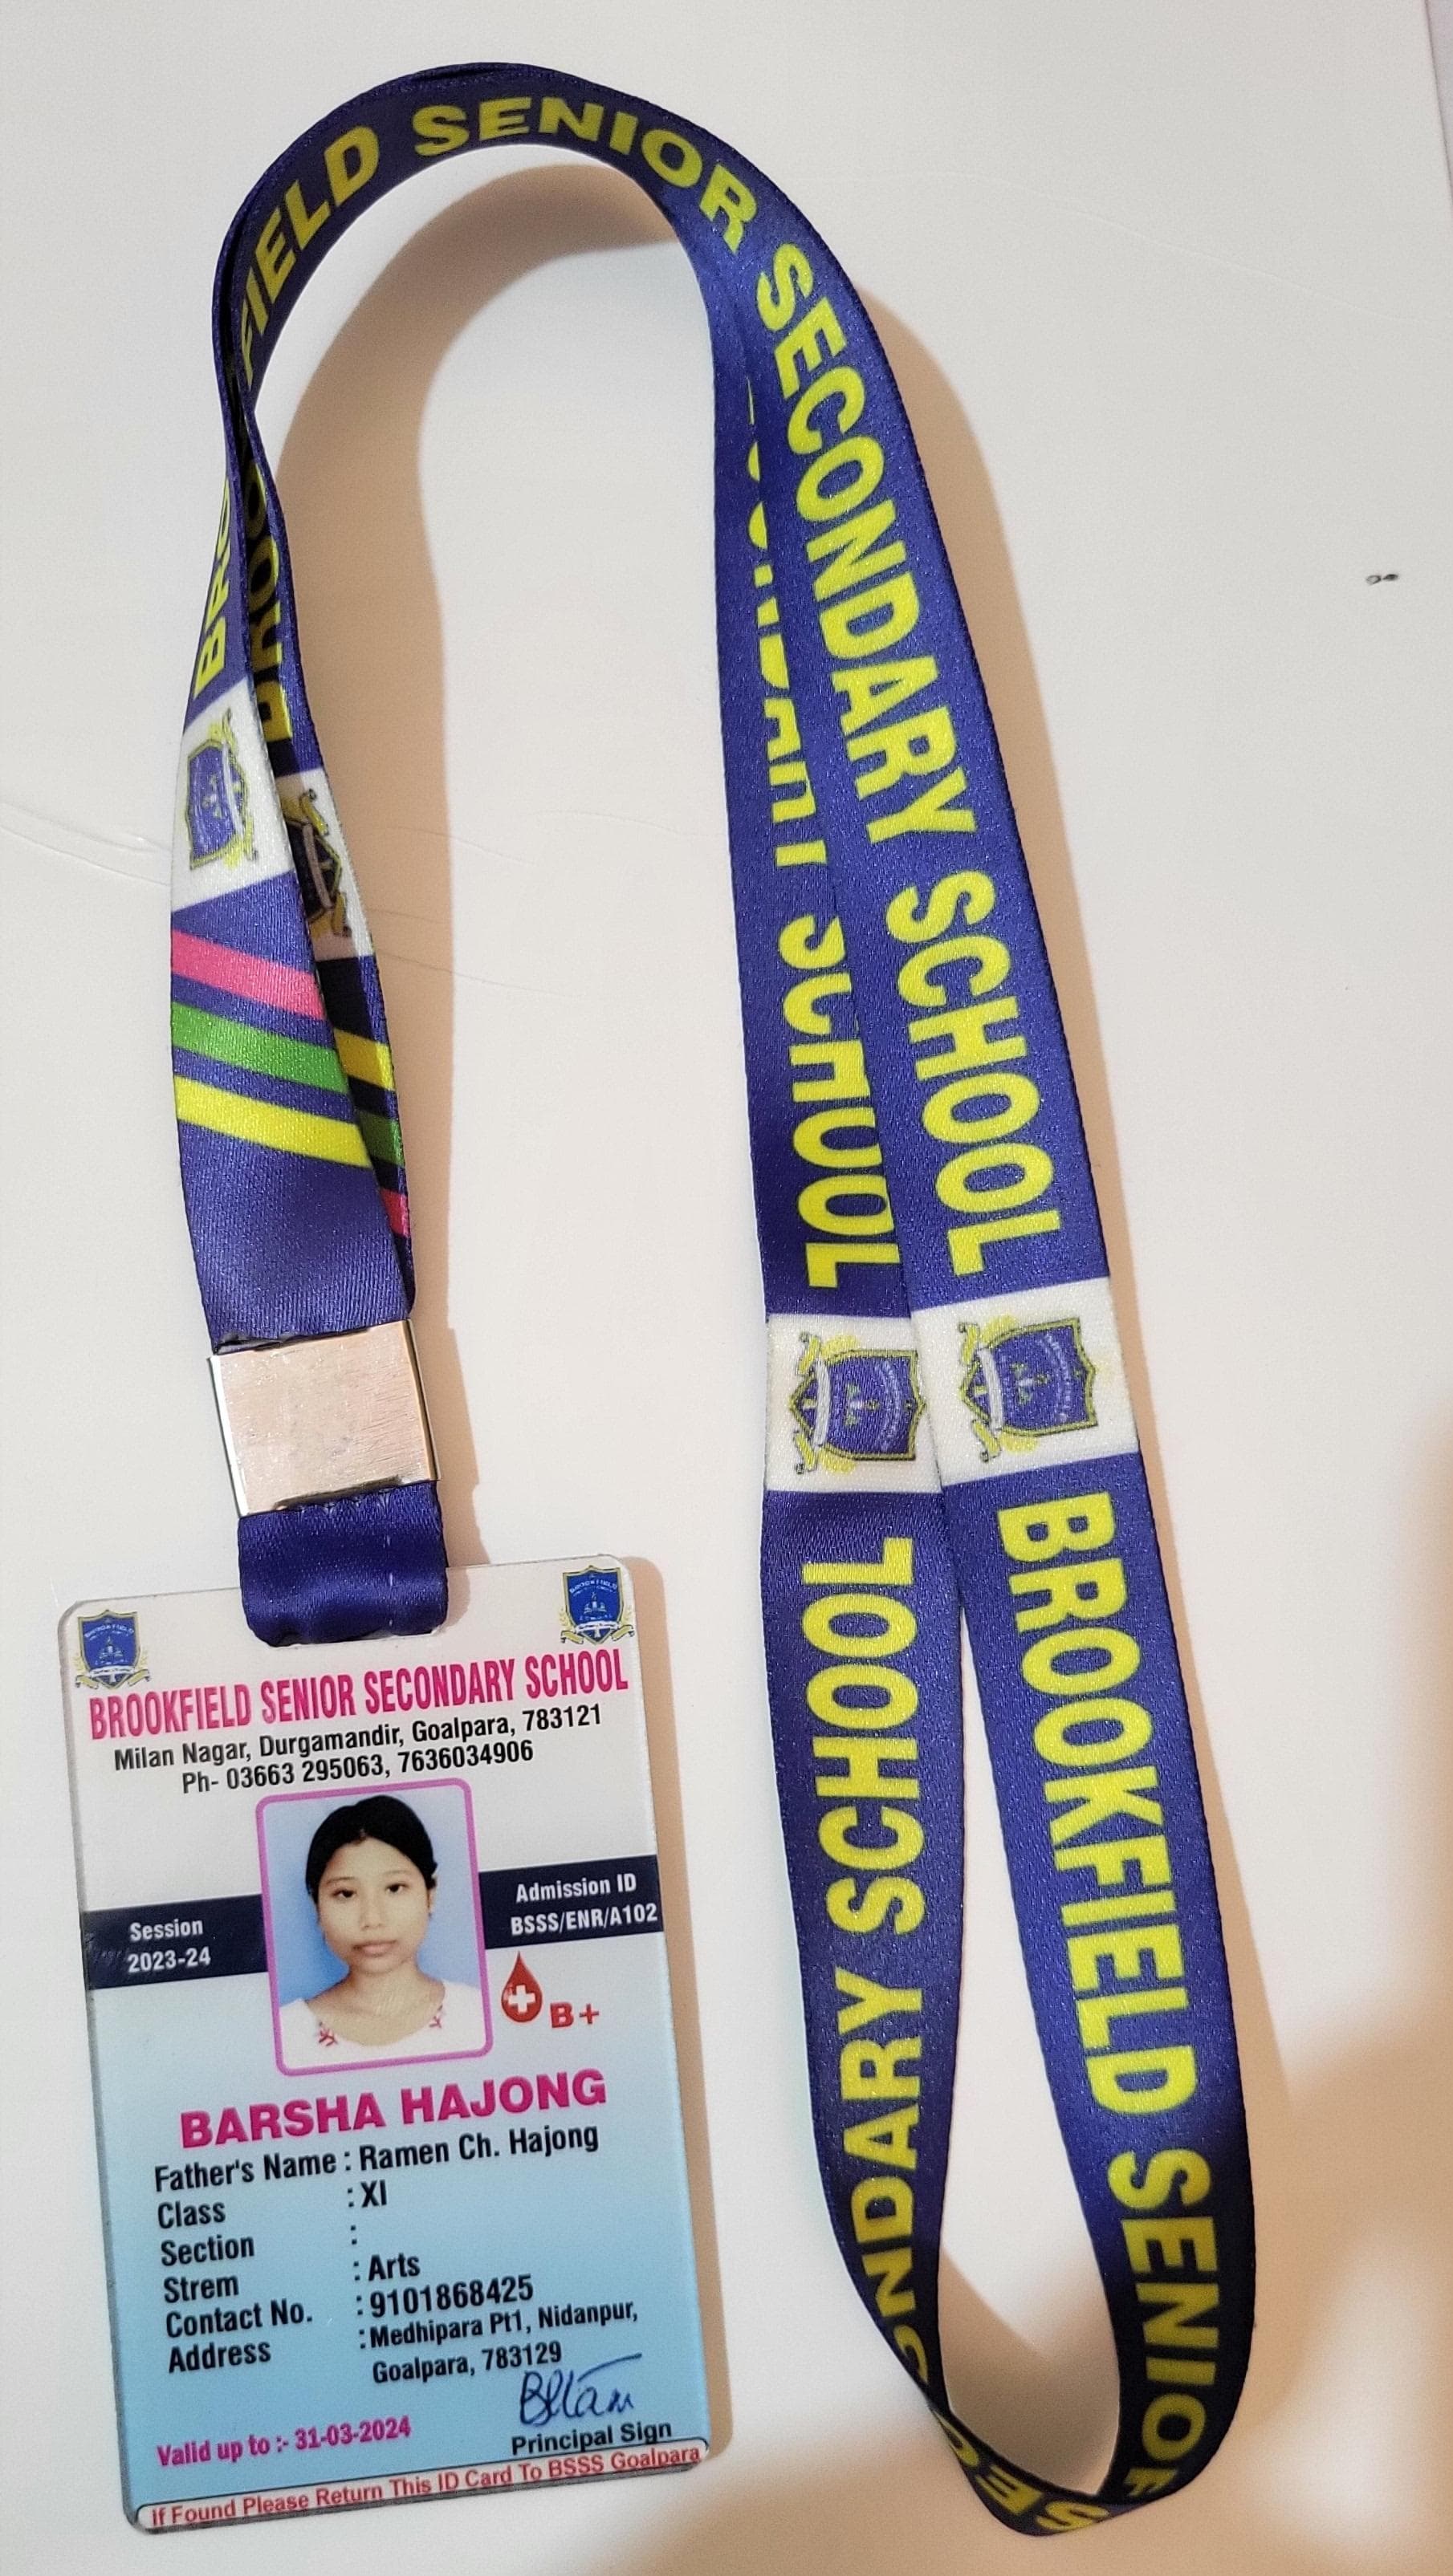 FIELD SENIOR SECONDARY SCHOOL
BROOKFIELD SENIOR
SCHOOL
ONDARY SCHOOL
BROOKFIELD SENIOR SECONDARY SCHOOL
Milan Nagar, Durgamandir, Goalpara, 783121
Ph- 03663 295063, 7636034906
Session
2023-24
Admission ID
BSSS/ENR/A102
B+
BARSHA HAJONG
Father's Name : Ramen Ch. Hajong
Class : XI
Section :
Strem : Arts
Contact No. : 9101868425
Address : Medhipara Pt1, Nidanpur,
Goalpara, 783129
Valid up to :- 31-03-2024
Principal Sign
If Found Please Return This ID Card To BSSS Goalpara